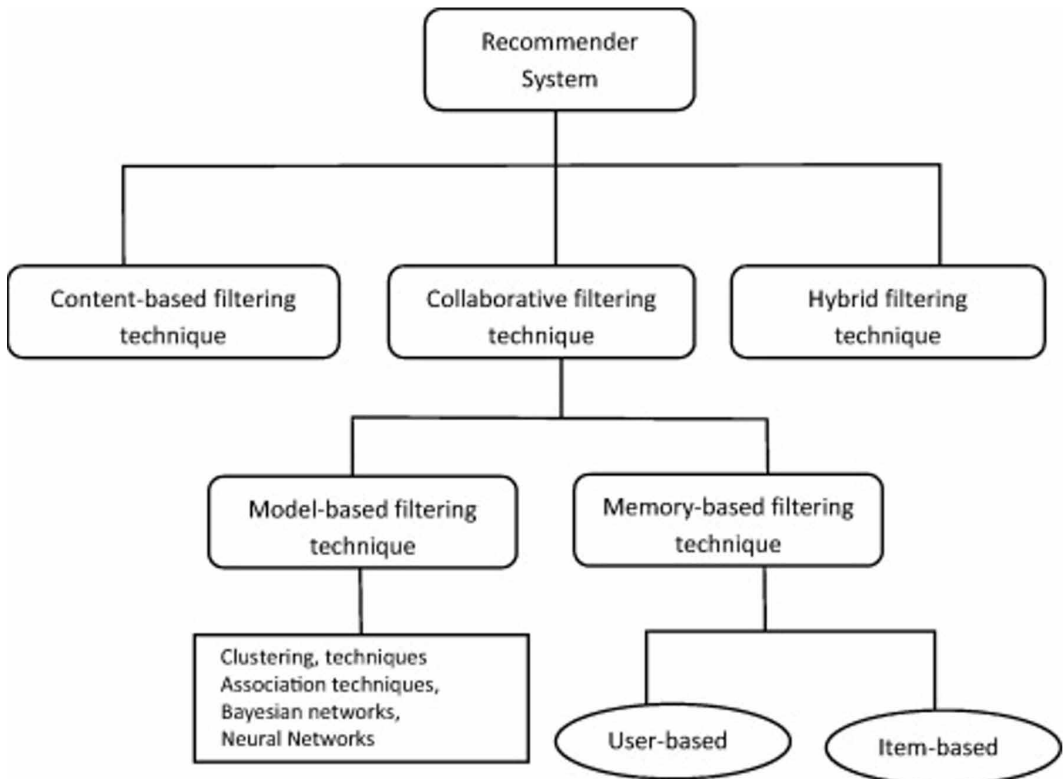 Recommender
System
Content-based filtering
technique
Collaborative filtering
technique
Hybrid filtering
technique
Model-based filtering
technique
Memory-based filtering
technique
Clustering, techniques
Association techniques,
Bayesian networks,
Neural Networks
User-based
Item-based